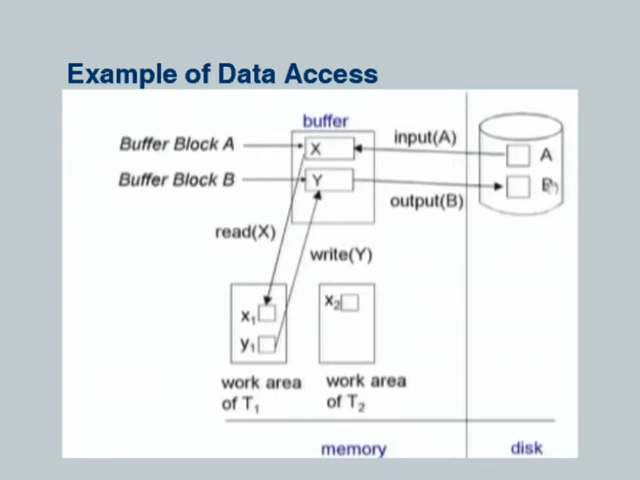 Example of Data Access
buffer
Buffer Block A
X
input(A)
A
Buffer Block B
Y
output(B)
B
read(X)
write(Y)
x1
x2
y1
work area
of T1
work area
of T2
memory
disk